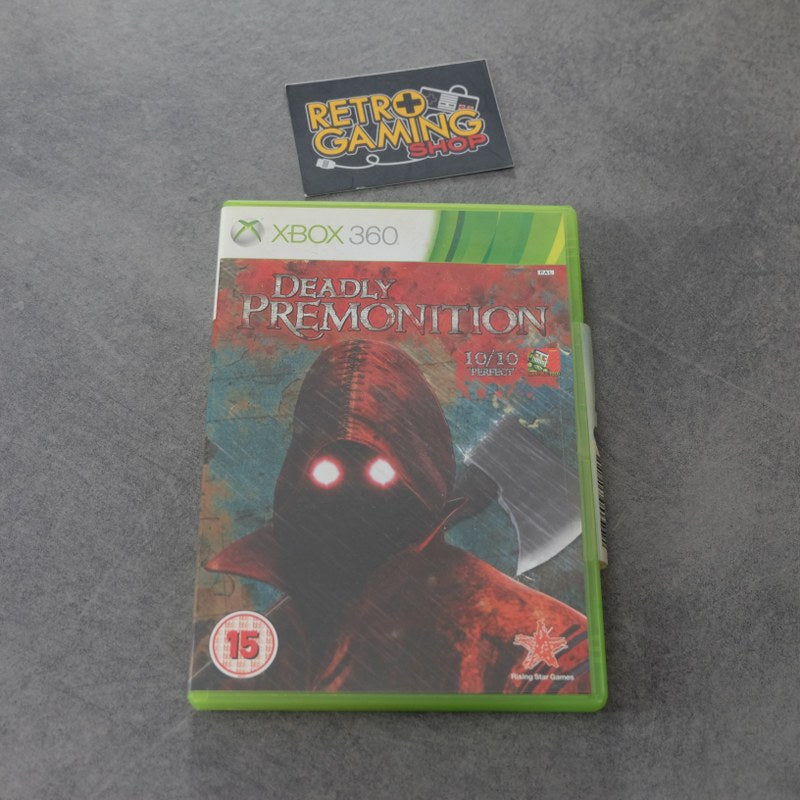 RETRO
GAMING
SHOP
XBOX 360
PAL
DEADLY
PREMONITION
10/10
"PERFECT"
15
Rising Star Games